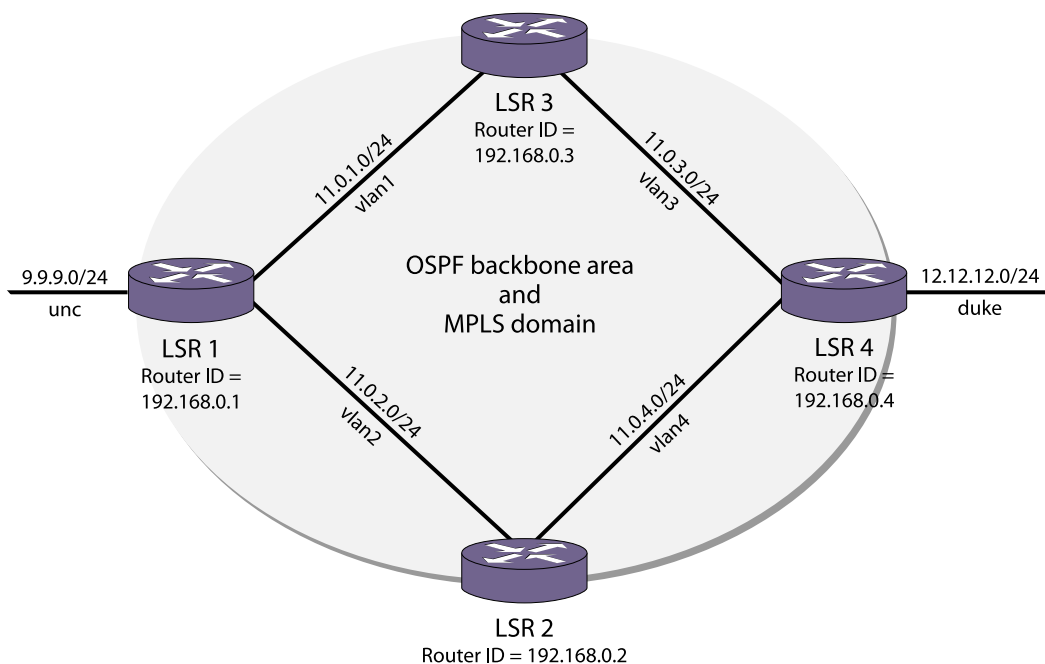 LSR 3
Router ID =
192.168.0.3
11.0.1.0/24
vlan1
11.0.3.0/24
vlan3
9.9.9.0/24
unc
OSPF backbone area
and
MPLS domain
12.12.12.0/24
duke
LSR 1
Router ID =
192.168.0.1
LSR 4
Router ID =
192.168.0.4
11.0.2.0/24
vlan2
11.0.4.0/24
vlan4
LSR 2
Router ID = 192.168.0.2